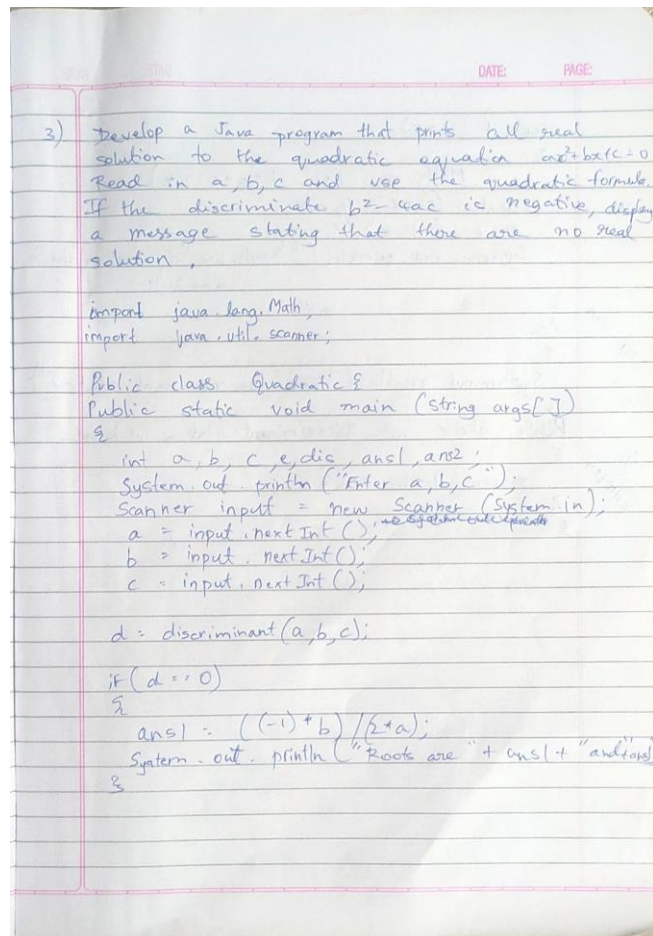 DATE: PAGE:
3) Develop a Java program that prints all real
solution to the quadratic equation ax²+bx+c=0
Read in a, b, c and use the quadratic formula.
If the discriminate b²-4ac is negative, display
a message stating that there are no real
solution,
import java.lang.Math;
import java.util.scanner;
Public class Quadratic {
Public static void main (string args[])
{
int a, b, c, e, dis, ans1, ans2;
System.out.println("Enter a,b,c");
Scanner input = new Scanner (System in);
a = input.nextInt();
b = input.nextInt();
c = input.nextInt();
d = discriminant(a,b,c);
if(d==0)
{
ans1 = ((-1)*b)/(2*a);
System.out.println("Roots are "+ans1+"and"+ans1
}